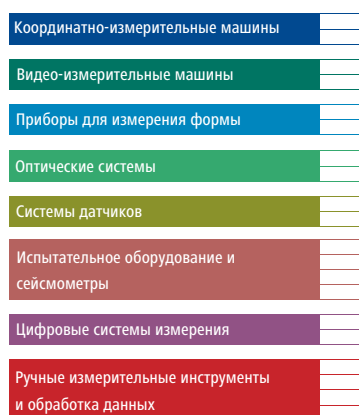 Координатно-измерительные машины
Видео-измерительные машины
Приборы для измерения формы
Оптические системы
Системы датчиков
Испытательное оборудование и
сейсмометры
Цифровые системы измерения
Ручные измерительные инструменты
и обработка данных